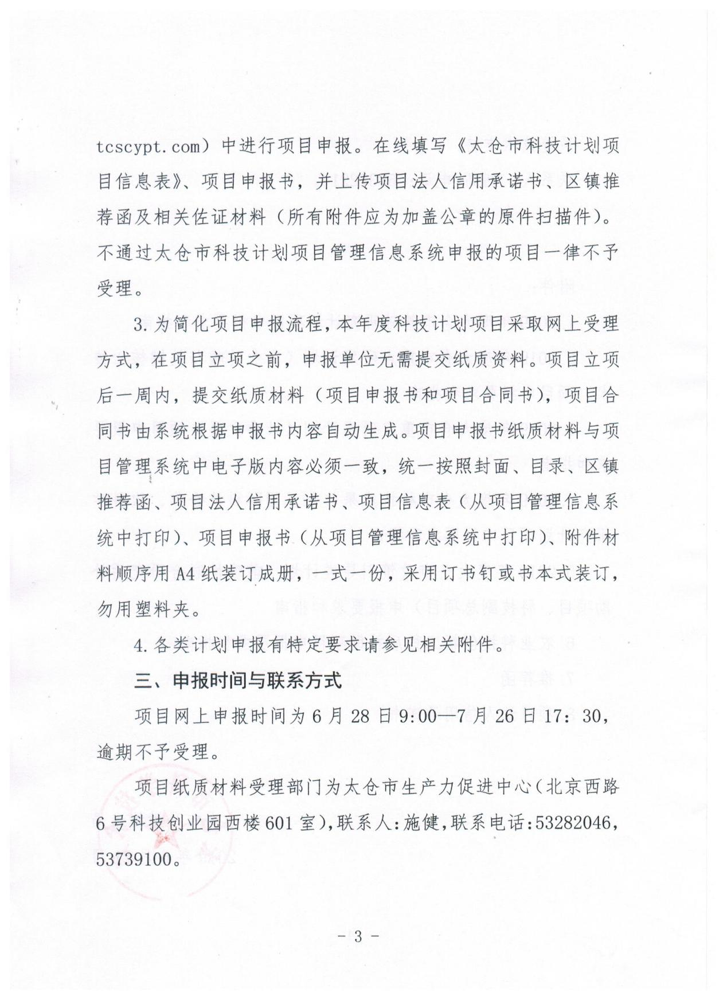 tcscypt.com）中进行项目申报。在线填写《太仓市科技计划项
目信息表》、项目申报书，并上传项目法人信用承诺书、区镇推
荐函及相关佐证材料（所有附件应为加盖公章的原件扫描件）。
不通过太仓市科技计划项目管理信息系统申报的项目一律不予
受理。
3.为简化项目申报流程，本年度科技计划项目采取网上受理
方式，在项目立项之前，申报单位无需提交纸质资料。项目立项
后一周内，提交纸质材料（项目申报书和项目合同书），项目合
同书由系统根据申报书内容自动生成。项目申报书纸质材料与项
目管理系统中电子版内容必须一致，统一按照封面、目录、区镇
推荐函、项目法人信用承诺书、项目信息表（从项目管理信息系
统中打印）、项目申报书（从项目管理信息系统中打印）、附件材
料顺序用A4纸装订成册，一式一份，采用订书钉或书本式装订，
勿用塑料夹。
4.各类计划申报有特定要求请参见相关附件。
三、申报时间与联系方式
项目网上申报时间为6月28日9:00—7月26日17：30，
逾期不予受理。
项目纸质材料受理部门为太仓市生产力促进中心（北京西路
6号科技创业园西楼601室），联系人：施健，联系电话：53282046，
53739100。
- 3 -